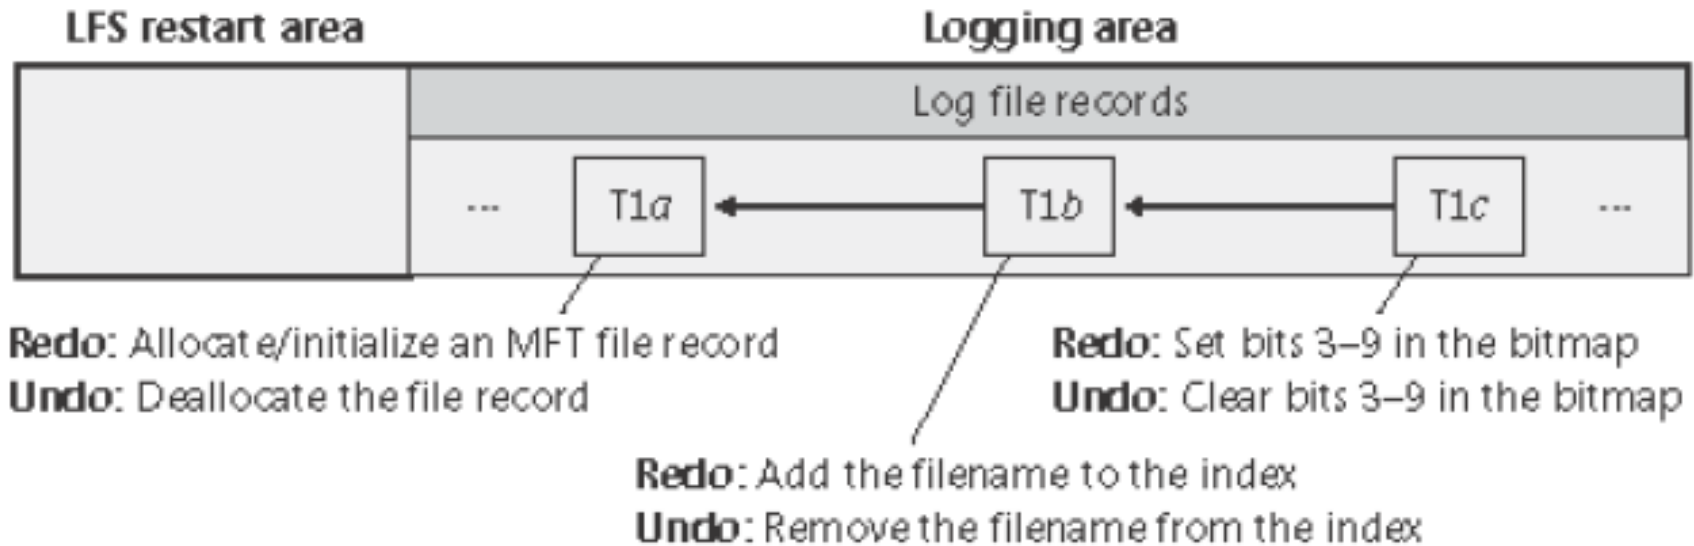 LFS restart area
Logging area
Log file records
... T1a T1b T1c ...
Redo: Allocate/initialize an MFT file record
Undo: Deallocate the file record
Redo: Set bits 3–9 in the bitmap
Undo: Clear bits 3–9 in the bitmap
Redo: Add the filename to the index
Undo: Remove the filename from the index